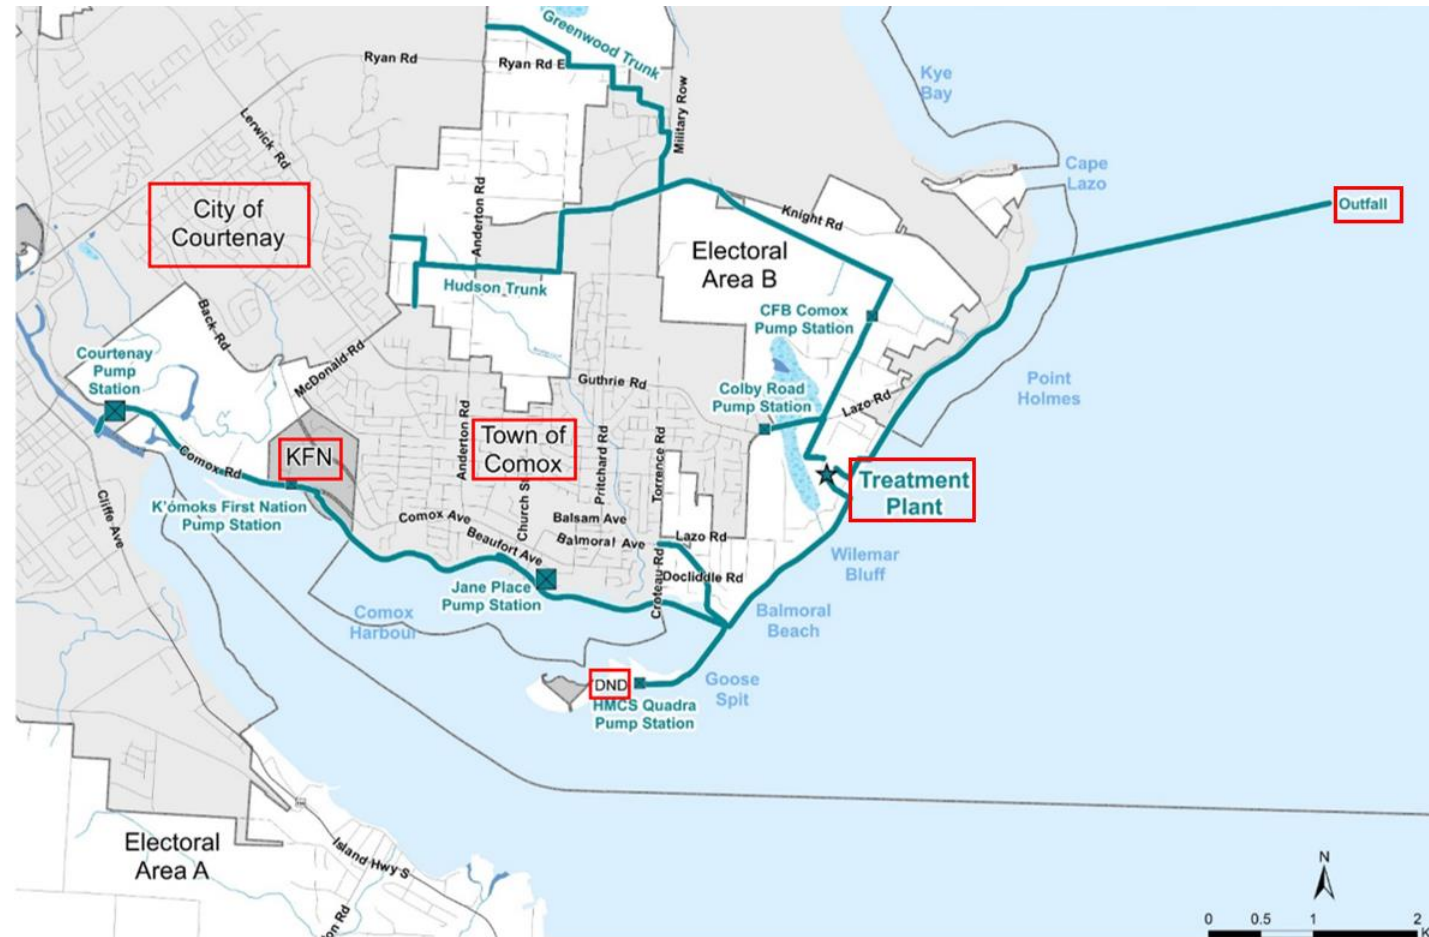 Greenwood Trunk
Ryan Rd
Ryan Rd E
Military Row
Kye
Bay
Lerwick Rd
Cape
Lazo
City of
Courtenay
Anderton Rd
Knight Rd
Outfall
Electoral
Area B
Hudson Trunk
Back Rd
CFB Comox
Pump Station
Courtenay
Pump
Station
McDonald Rd
Guthrie Rd
Colby Road
Pump Station
Lazo Rd
Point
Holmes
KFN
Anderton Rd
Town of
Comox
Church St
Pritchard Rd
Torrence Rd
Comox Rd
Treatment
Plant
Cliffe Ave
K'ómoks First Nation
Pump Station
Comox Ave
Balsam Ave
Beaufort Ave
Balmoral Ave
Lazo Rd
Wilemar
Bluff
Croteau Rd
Docliddle Rd
Jane Place
Pump Station
Comox
Harbour
Balmoral
Beach
DND
Goose
Spit
HMCS Quadra
Pump Station
Electoral
Area A
Island Hwy S
on Rd
N
0 0.5 1 2
K